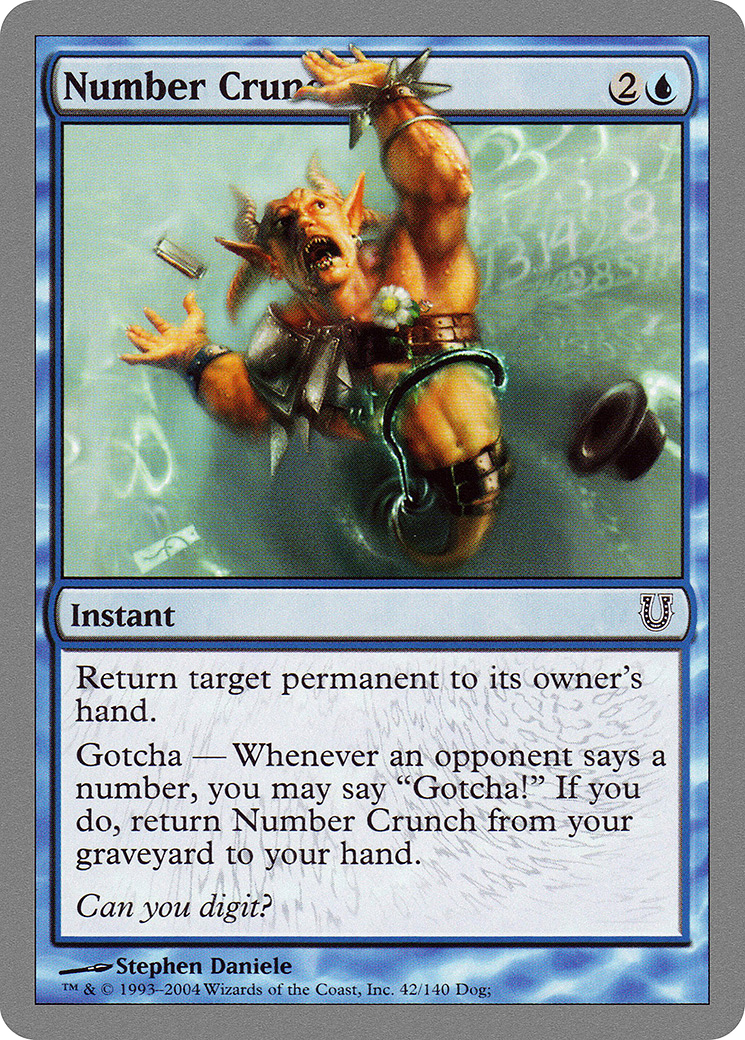 Number Crun
2
Instant
Return target permanent to its owner's
hand.
Gotcha — Whenever an opponent says a
number, you may say “Gotcha!” If you
do, return Number Crunch from your
graveyard to your hand.
Can you digit?
Stephen Daniele
™ & © 1993–2004 Wizards of the Coast, Inc. 42/140 Dog;